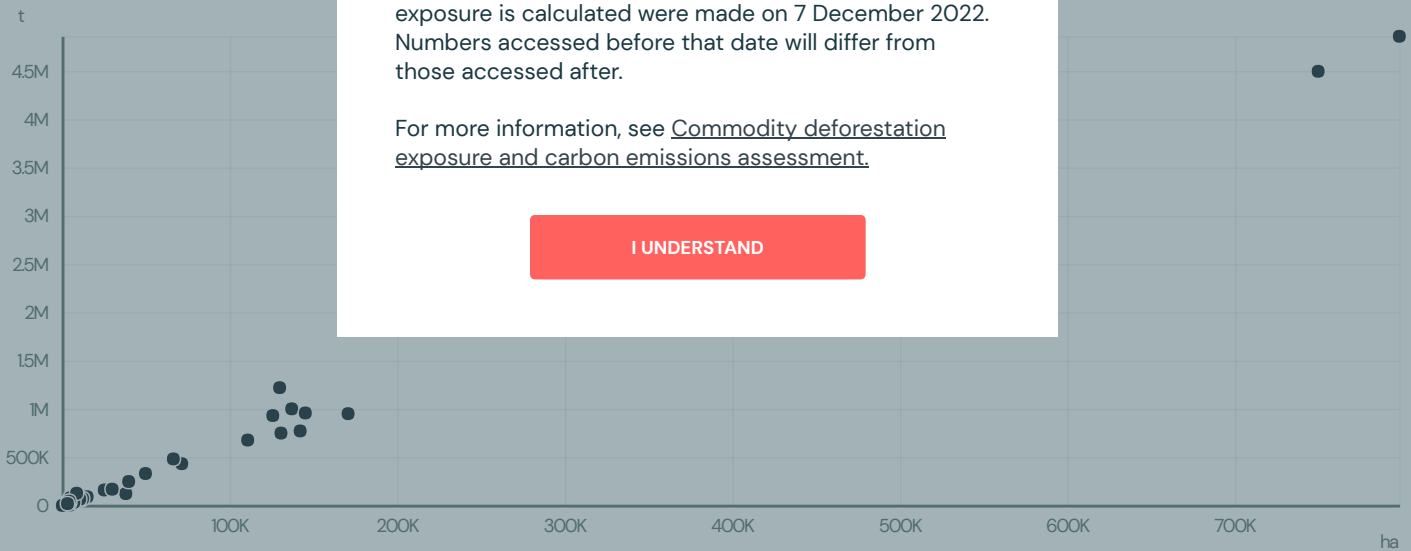 t
exposure is calculated were made on 7 December 2022.
Numbers accessed before that date will differ from
those accessed after.
For more information, see Commodity deforestation
exposure and carbon emissions assessment.
I UNDERSTAND
4.5M
4M
3.5M
3M
2.5M
2M
1.5M
1M
500K
0
100K
200K
300K
400K
500K
600K
700K
ha